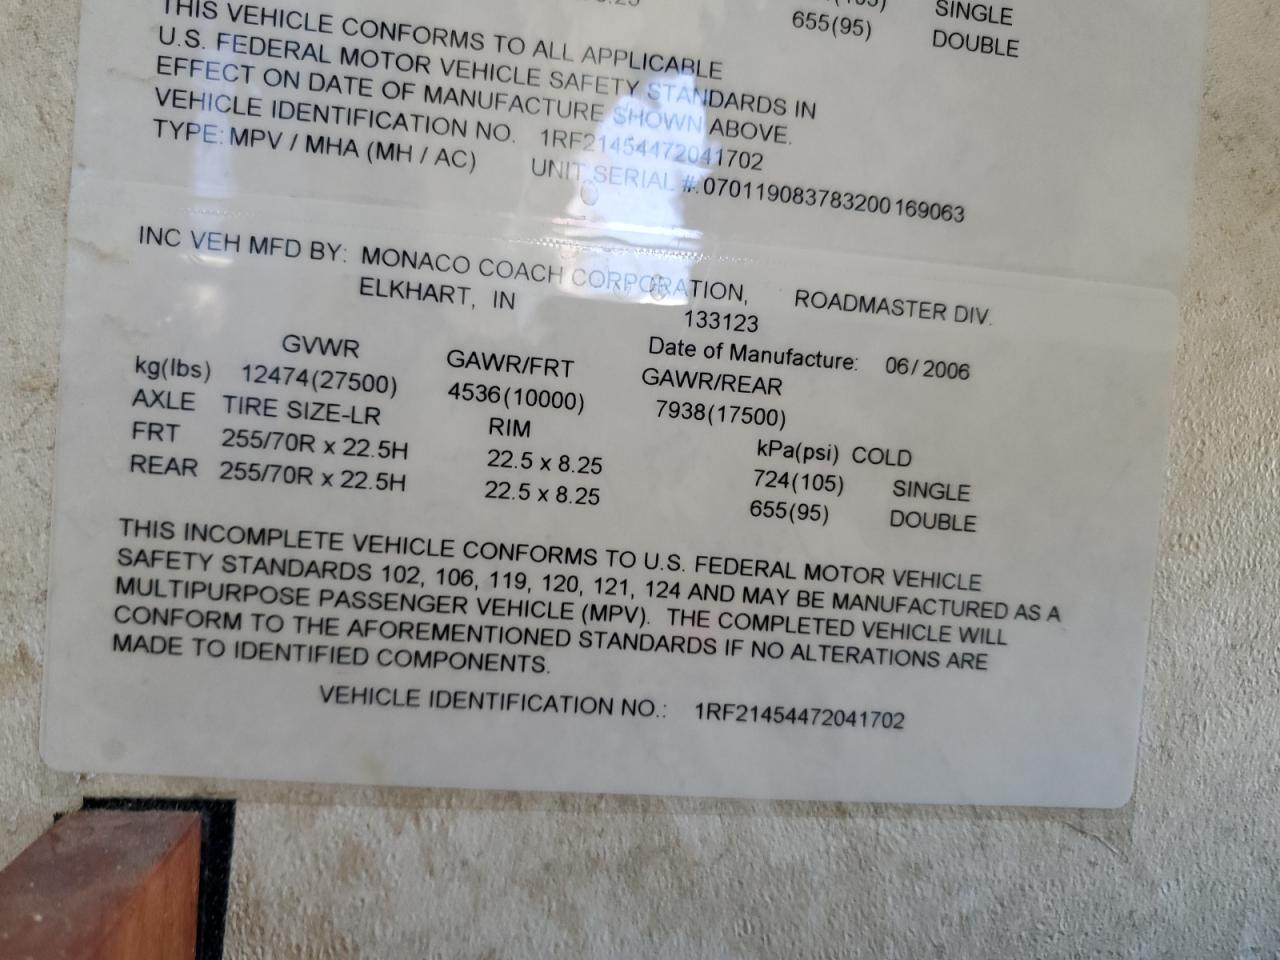 SINGLE
655(95) DOUBLE
THIS VEHICLE CONFORMS TO ALL APPLICABLE
U.S. FEDERAL MOTOR VEHICLE SAFETY STANDARDS IN
EFFECT ON DATE OF MANUFACTURE SHOWN ABOVE.
VEHICLE IDENTIFICATION NO. 1RF21454472041702
TYPE: MPV / MHA (MH / AC) UNIT SERIAL #:070119083783200169063
INC VEH MFD BY: MONACO COACH CORPORATION, ROADMASTER DIV.
ELKHART, IN 133123
Date of Manufacture: 06/2006
GVWR GAWR/FRT GAWR/REAR
kg(lbs) 12474(27500) 4536(10000) 7938(17500)
AXLE TIRE SIZE-LR RIM kPa(psi) COLD
FRT 255/70R x 22.5H 22.5 x 8.25 724(105) SINGLE
REAR 255/70R x 22.5H 22.5 x 8.25 655(95) DOUBLE
THIS INCOMPLETE VEHICLE CONFORMS TO U.S. FEDERAL MOTOR VEHICLE
SAFETY STANDARDS 102, 106, 119, 120, 121, 124 AND MAY BE MANUFACTURED AS A
MULTIPURPOSE PASSENGER VEHICLE (MPV). THE COMPLETED VEHICLE WILL
CONFORM TO THE AFOREMENTIONED STANDARDS IF NO ALTERATIONS ARE
MADE TO IDENTIFIED COMPONENTS.
VEHICLE IDENTIFICATION NO.: 1RF21454472041702